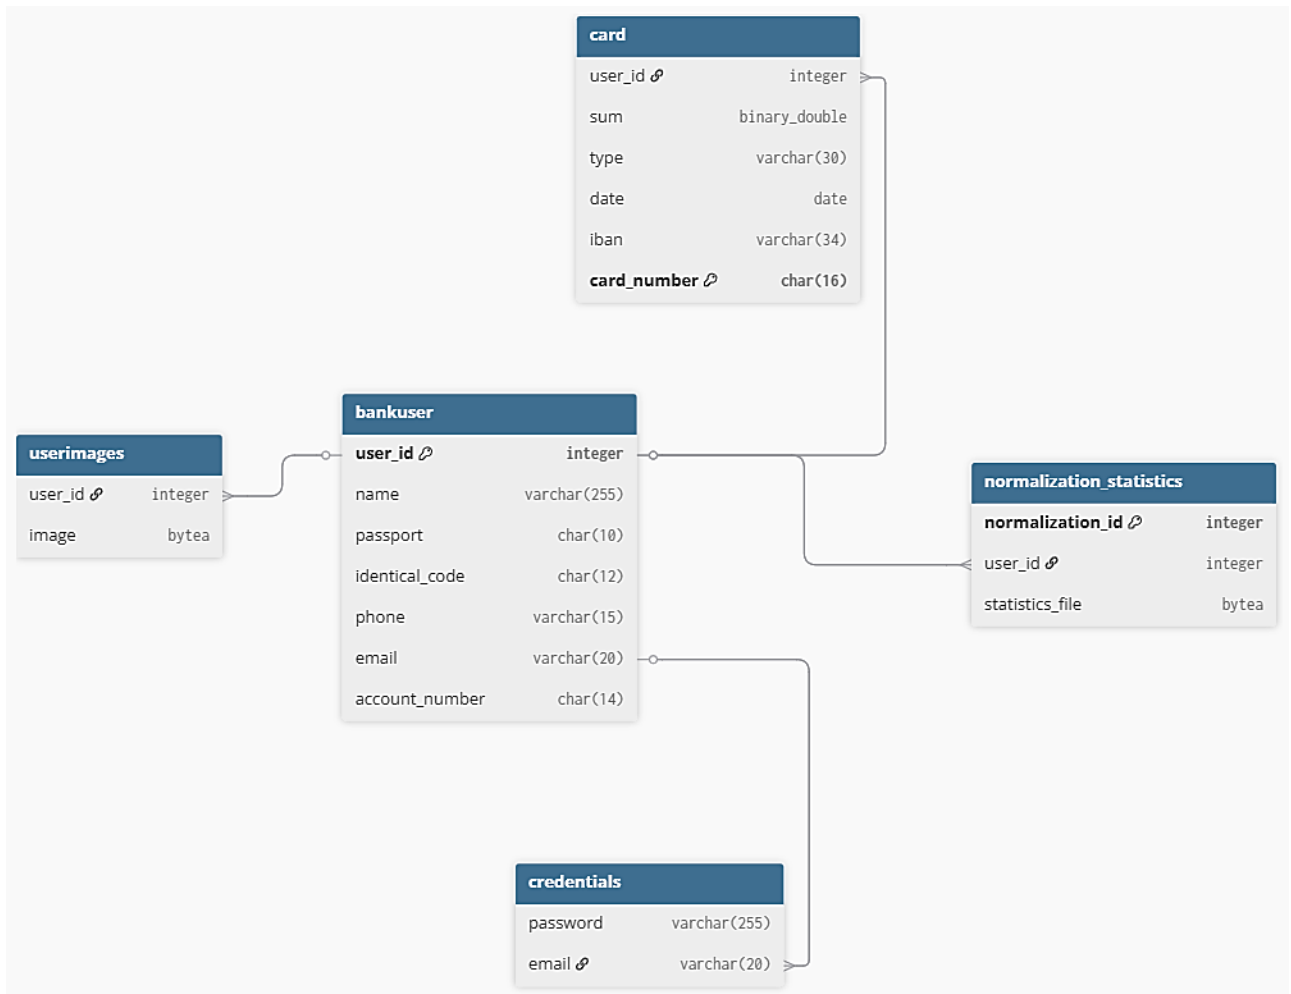 card
user_id integer
sum binary_double
type varchar(30)
date date
iban varchar(34)
card_number char(16)
bankuser
user_id integer
name varchar(255)
passport char(10)
identical_code char(12)
phone varchar(15)
email varchar(20)
account_number char(14)
userimages
user_id integer
image bytea
normalization_statistics
normalization_id integer
user_id integer
statistics_file bytea
credentials
password varchar(255)
email varchar(20)